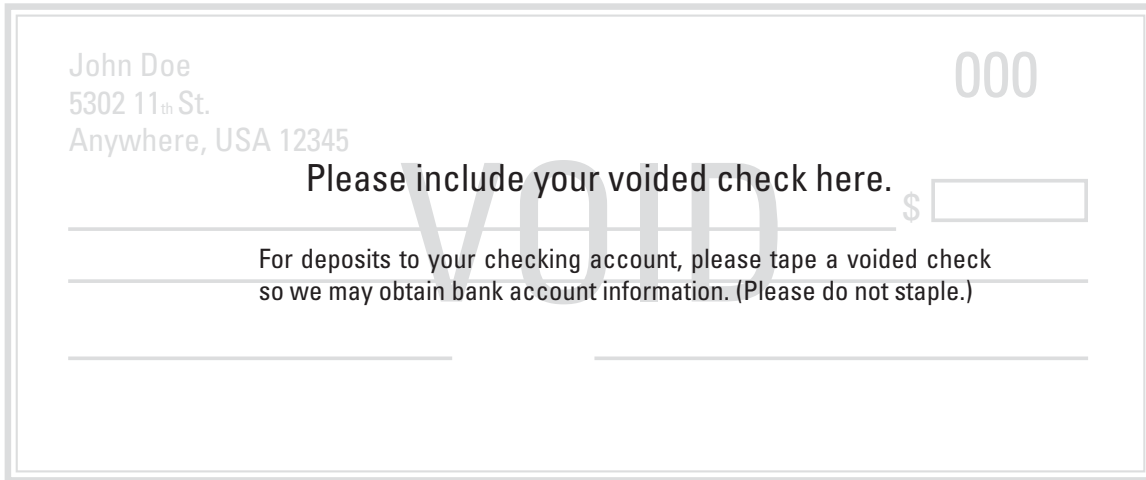 John Doe
000
5302 11th St.
Anywhere, USA 12345
VOID
Please include your voided check here.
$
For deposits to your checking account, please tape a voided check
so we may obtain bank account information. (Please do not staple.)